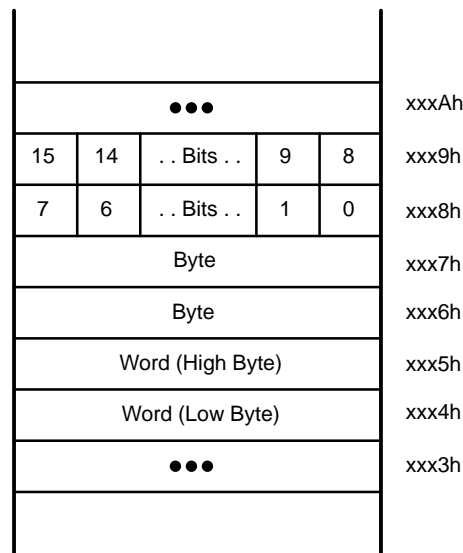 ●●● xxxAh
15 14 . . Bits . . 9 8 xxx9h
7 6 . . Bits . . 1 0 xxx8h
Byte xxx7h
Byte xxx6h
Word (High Byte) xxx5h
Word (Low Byte) xxx4h
●●● xxx3h